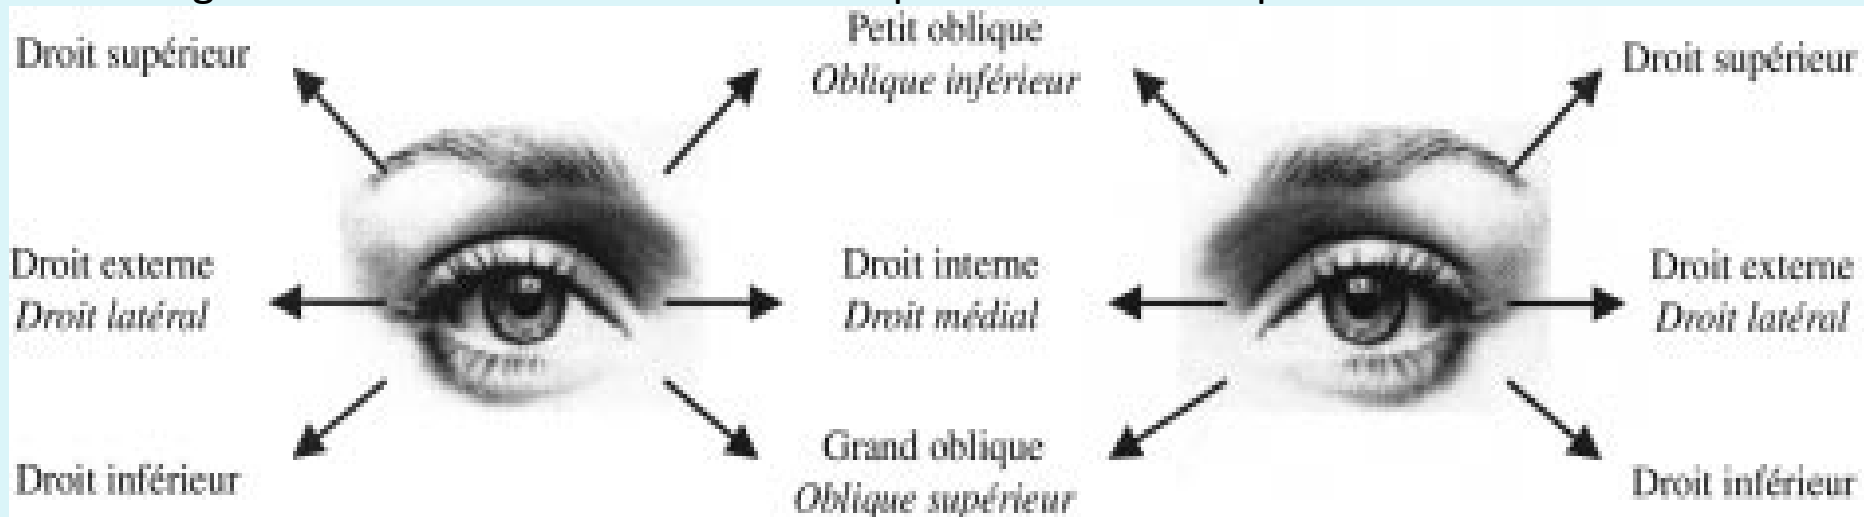 Droit supérieur
Petit oblique
Oblique inférieur
Droit supérieur
Droit externe
Droit latéral
Droit interne
Droit médial
Droit externe
Droit latéral
Droit inférieur
Grand oblique
Oblique supérieur
Droit inférieur